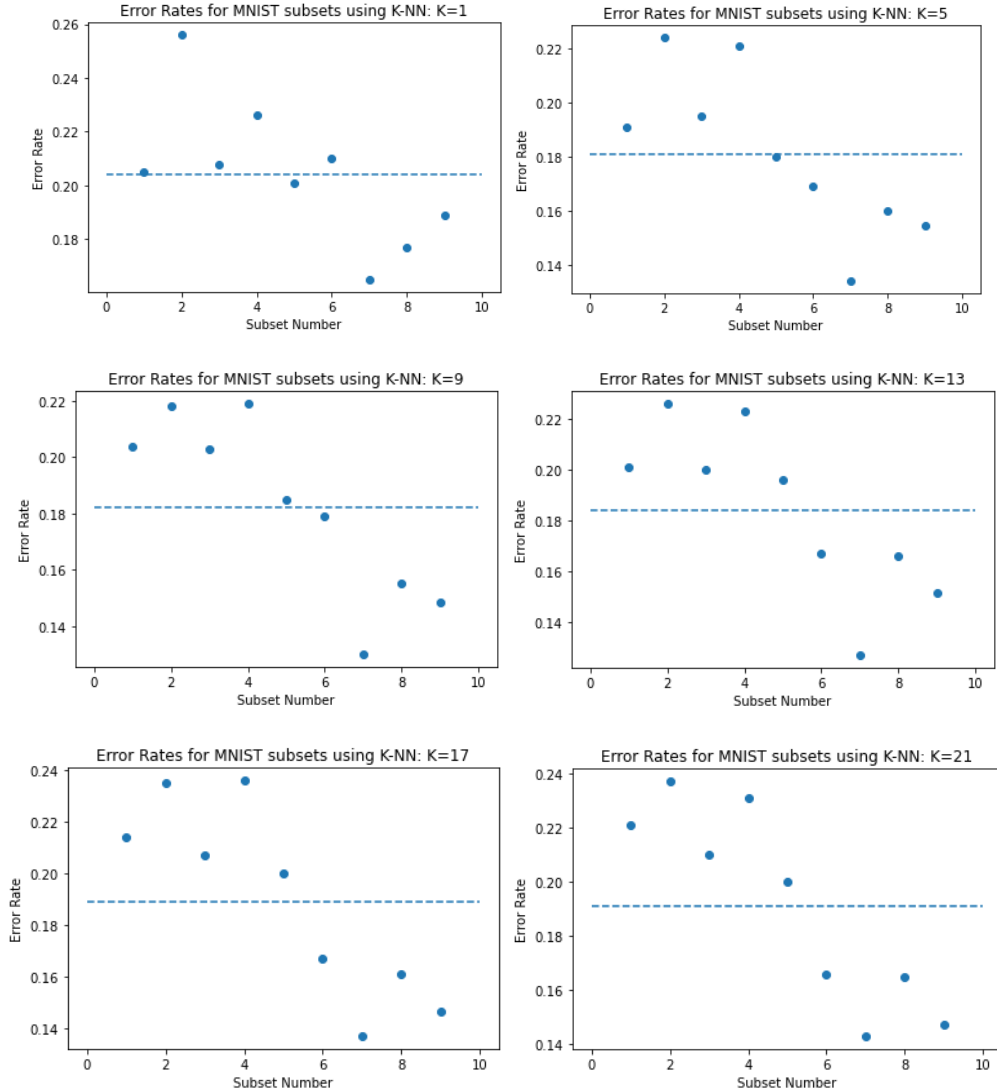 Error Rates for MNIST subsets using K-NN: K=1
0.26
0.24
0.22
0.20
0.18
Error Rate
0 2 4 6 8 10
Subset Number
Error Rates for MNIST subsets using K-NN: K=5
0.22
0.20
0.18
0.16
0.14
Error Rate
0 2 4 6 8 10
Subset Number
Error Rates for MNIST subsets using K-NN: K=9
0.22
0.20
0.18
0.16
0.14
Error Rate
0 2 4 6 8 10
Subset Number
Error Rates for MNIST subsets using K-NN: K=13
0.22
0.20
0.18
0.16
0.14
Error Rate
0 2 4 6 8 10
Subset Number
Error Rates for MNIST subsets using K-NN: K=17
0.24
0.22
0.20
0.18
0.16
0.14
Error Rate
0 2 4 6 8 10
Subset Number
Error Rates for MNIST subsets using K-NN: K=21
0.24
0.22
0.20
0.18
0.16
0.14
Error Rate
0 2 4 6 8 10
Subset Number